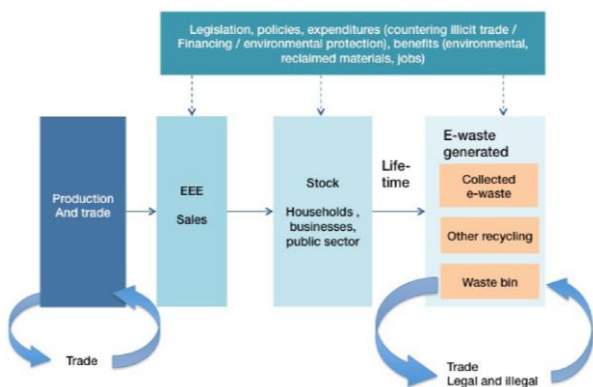 Legislation, policies, expenditures (countering illicit trade /
Financing / environmental protection), benefits (environmental,
reclaimed materials, jobs)
Production
And trade
EEE
Sales
Stock
Households ,
businesses,
public sector
Life-
time
E-waste
generated
Collected
e-waste
Other recycling
Waste bin
Trade
Trade
Legal and illegal